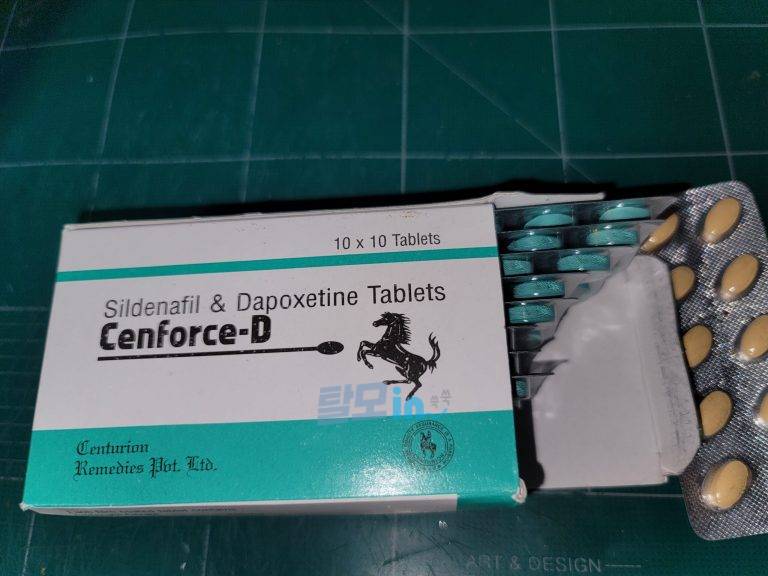 10 x 10 Tablets
Sildenafil & Dapoxetine Tablets
Cenforce-D
탈모in
Centurion
Remedies Pvt. Ltd.
ART & DESIGN